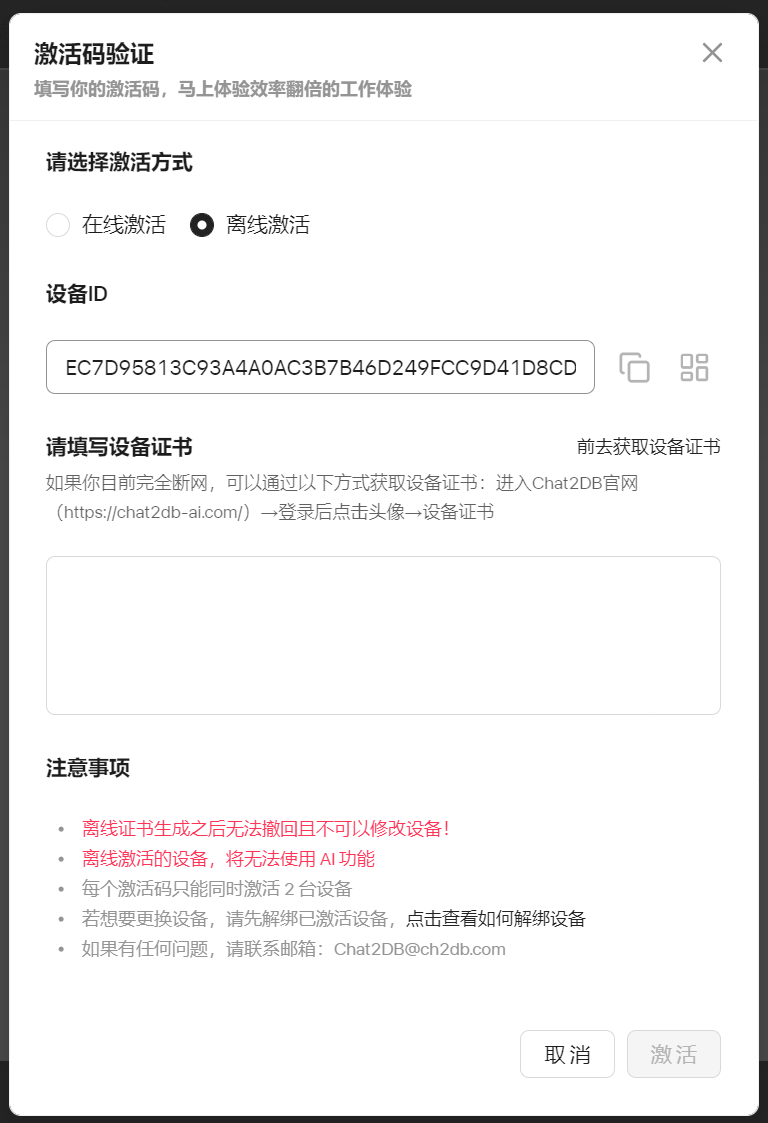 激活码验证
填写你的激活码，马上体验效率翻倍的工作体验
请选择激活方式
在线激活 离线激活
设备ID
EC7D95813C93A4A0AC3B7B46D249FCC9D41D8CD
请填写设备证书 前去获取设备证书
如果你目前完全断网，可以通过以下方式获取设备证书：进入Chat2DB官网
（https://chat2db-ai.com/）→登录后点击头像→设备证书
注意事项
• 离线证书生成之后无法撤回且不可以修改设备！
• 离线激活的设备，将无法使用 AI 功能
• 每个激活码只能同时激活 2 台设备
• 若想要更换设备，请先解绑已激活设备，点击查看如何解绑设备
• 如果有任何问题，请联系邮箱：Chat2DB@ch2db.com
取消 激活